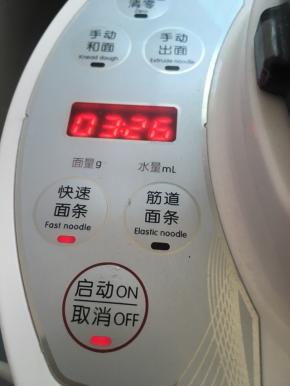 清零
手动 手动
和面 出面
Knead dough Extrude noodle
03:26
面量g 水量mL
快速 筋道
面条 面条
Fast noodle Elastic noodle
启动ON
取消OFF